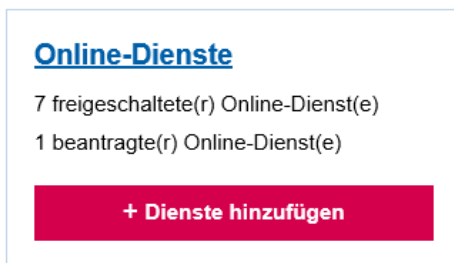 Online-Dienste
7 freigeschaltete(r) Online-Dienst(e)
1 beantragte(r) Online-Dienst(e)
+ Dienste hinzufügen